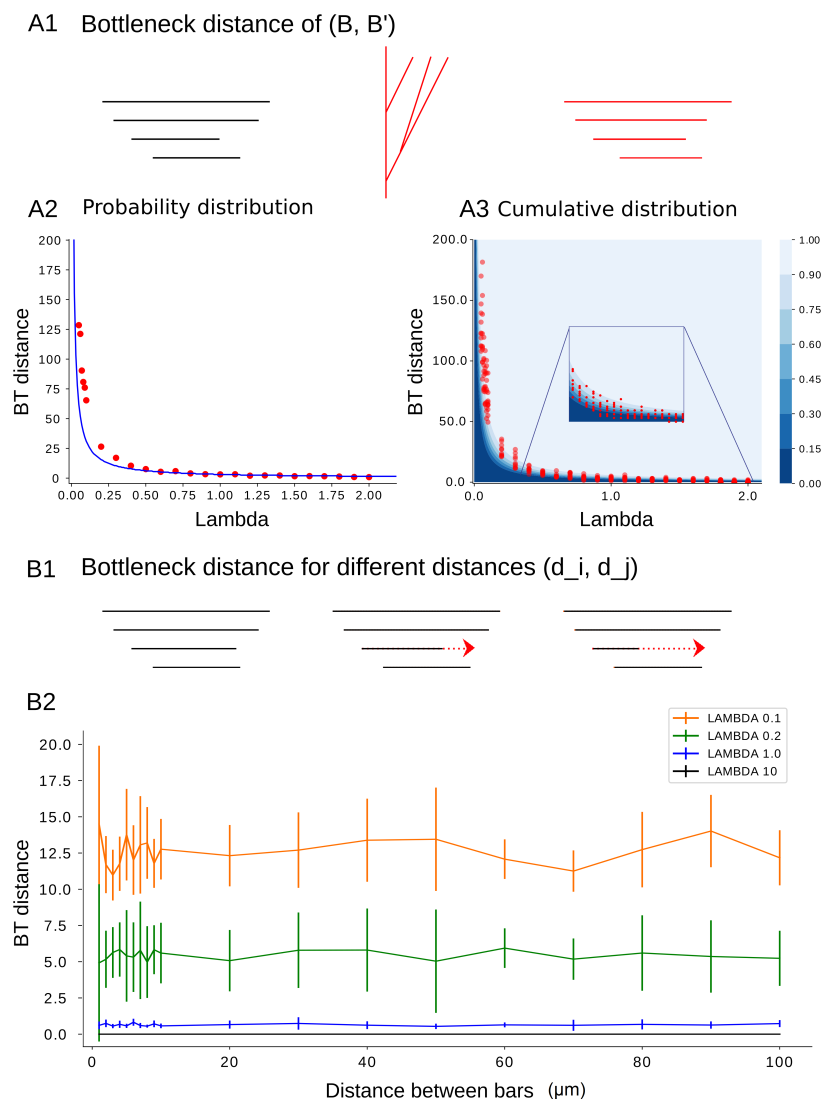 A1 Bottleneck distance of (B, B')
A2 Probability distribution
A3 Cumulative distribution
200
175
150
125
100
75
50
25
0
BT distance
0.00 0.25 0.50 0.75 1.00 1.25 1.50 1.75 2.00
Lambda
200.0
150.0
100.0
50.0
0.0
BT distance
0.0 1.0 2.0
Lambda
1.00
0.90
0.75
0.60
0.45
0.30
0.15
0.00
B1 Bottleneck distance for different distances (d_i, d_j)
B2
LAMBDA 0.1
LAMBDA 0.2
LAMBDA 1.0
LAMBDA 10
20.0
17.5
15.0
12.5
10.0
7.5
5.0
2.5
0.0
BT distance
0 20 40 60 80 100
Distance between bars (μm)